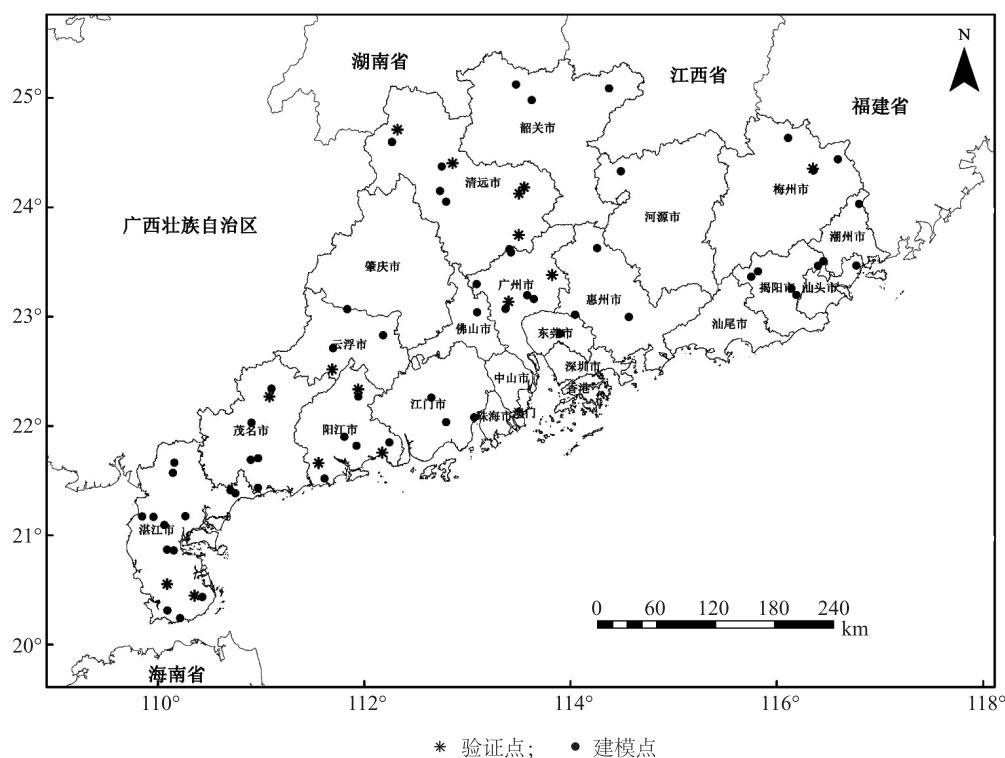 N
湖南省
江西省
福建省
25°
韶关市
清远市
梅州市
24°
广西壮族自治区
河源市
潮州市
肇庆市
广州市
揭阳市
汕头市
惠州市
23°
佛山市
东莞市
汕尾市
云浮市
深圳市
中山市
香港
江门市
珠海市
澳门
22°
茂名市
阳江市
湛江市
21°
0 60 120 180 240
km
20°
海南省
110° 112° 114° 116° 118°
验证点; 建模点